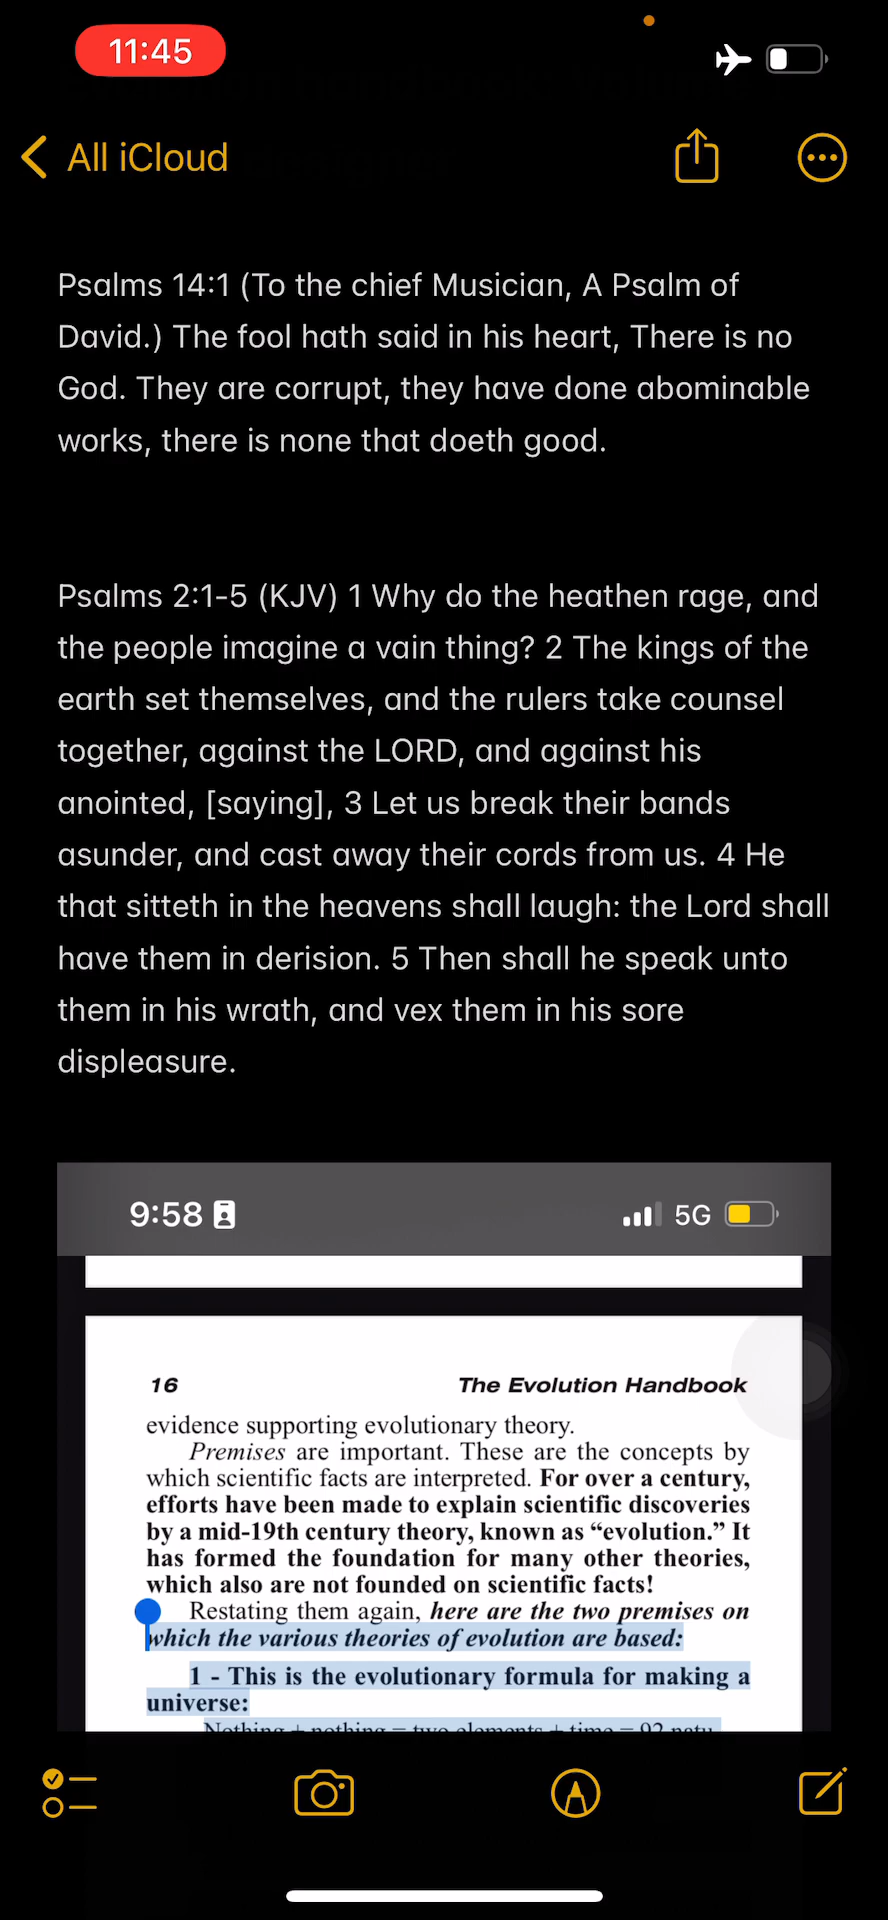 11:45
All iCloud
Psalms 14:1 (To the chief Musician, A Psalm of
David.) The fool hath said in his heart, There is no
God. They are corrupt, they have done abominable
works, there is none that doeth good.
Psalms 2:1-5 (KJV) 1 Why do the heathen rage, and
the people imagine a vain thing? 2 The kings of the
earth set themselves, and the rulers take counsel
together, against the LORD, and against his
anointed, [saying], 3 Let us break their bands
asunder, and cast away their cords from us. 4 He
that sitteth in the heavens shall laugh: the Lord shall
have them in derision. 5 Then shall he speak unto
them in his wrath, and vex them in his sore
displeasure.
9:58 5G
16 The Evolution Handbook
evidence supporting evolutionary theory.
Premises are important. These are the concepts by
which scientific facts are interpreted. For over a century,
efforts have been made to explain scientific discoveries
by a mid-19th century theory, known as “evolution.” It
has formed the foundation for many other theories,
which also are not founded on scientific facts!
Restating them again, here are the two premises on
which the various theories of evolution are based:
1 - This is the evolutionary formula for making a
universe:
Nothing + nothing = two elements + time = 92 natu